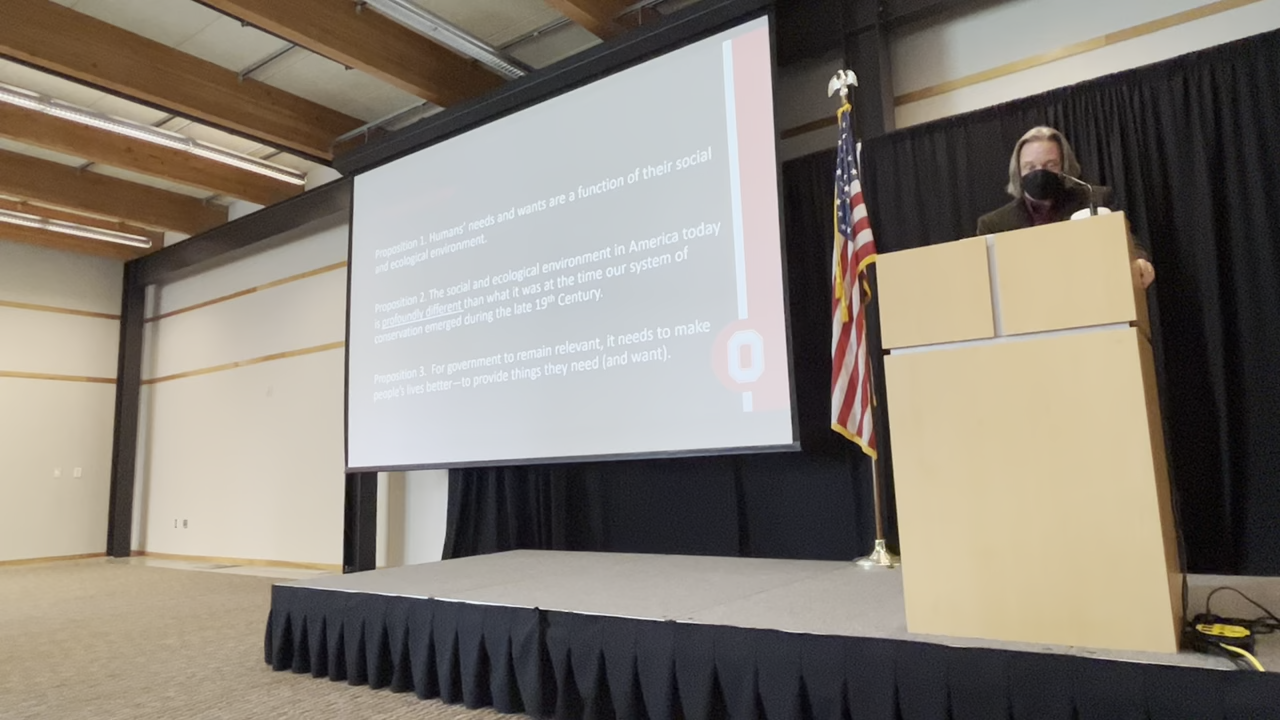 Proposition 1. Humans' needs and wants are a function of their social
and ecological environment.
Proposition 2. The social and ecological environment in America today
is profoundly different than what it was at the time our system of
conservation emerged during the late 19th Century.
Proposition 3. For government to remain relevant, it needs to make
people's lives better—to provide things they need (and want).
O